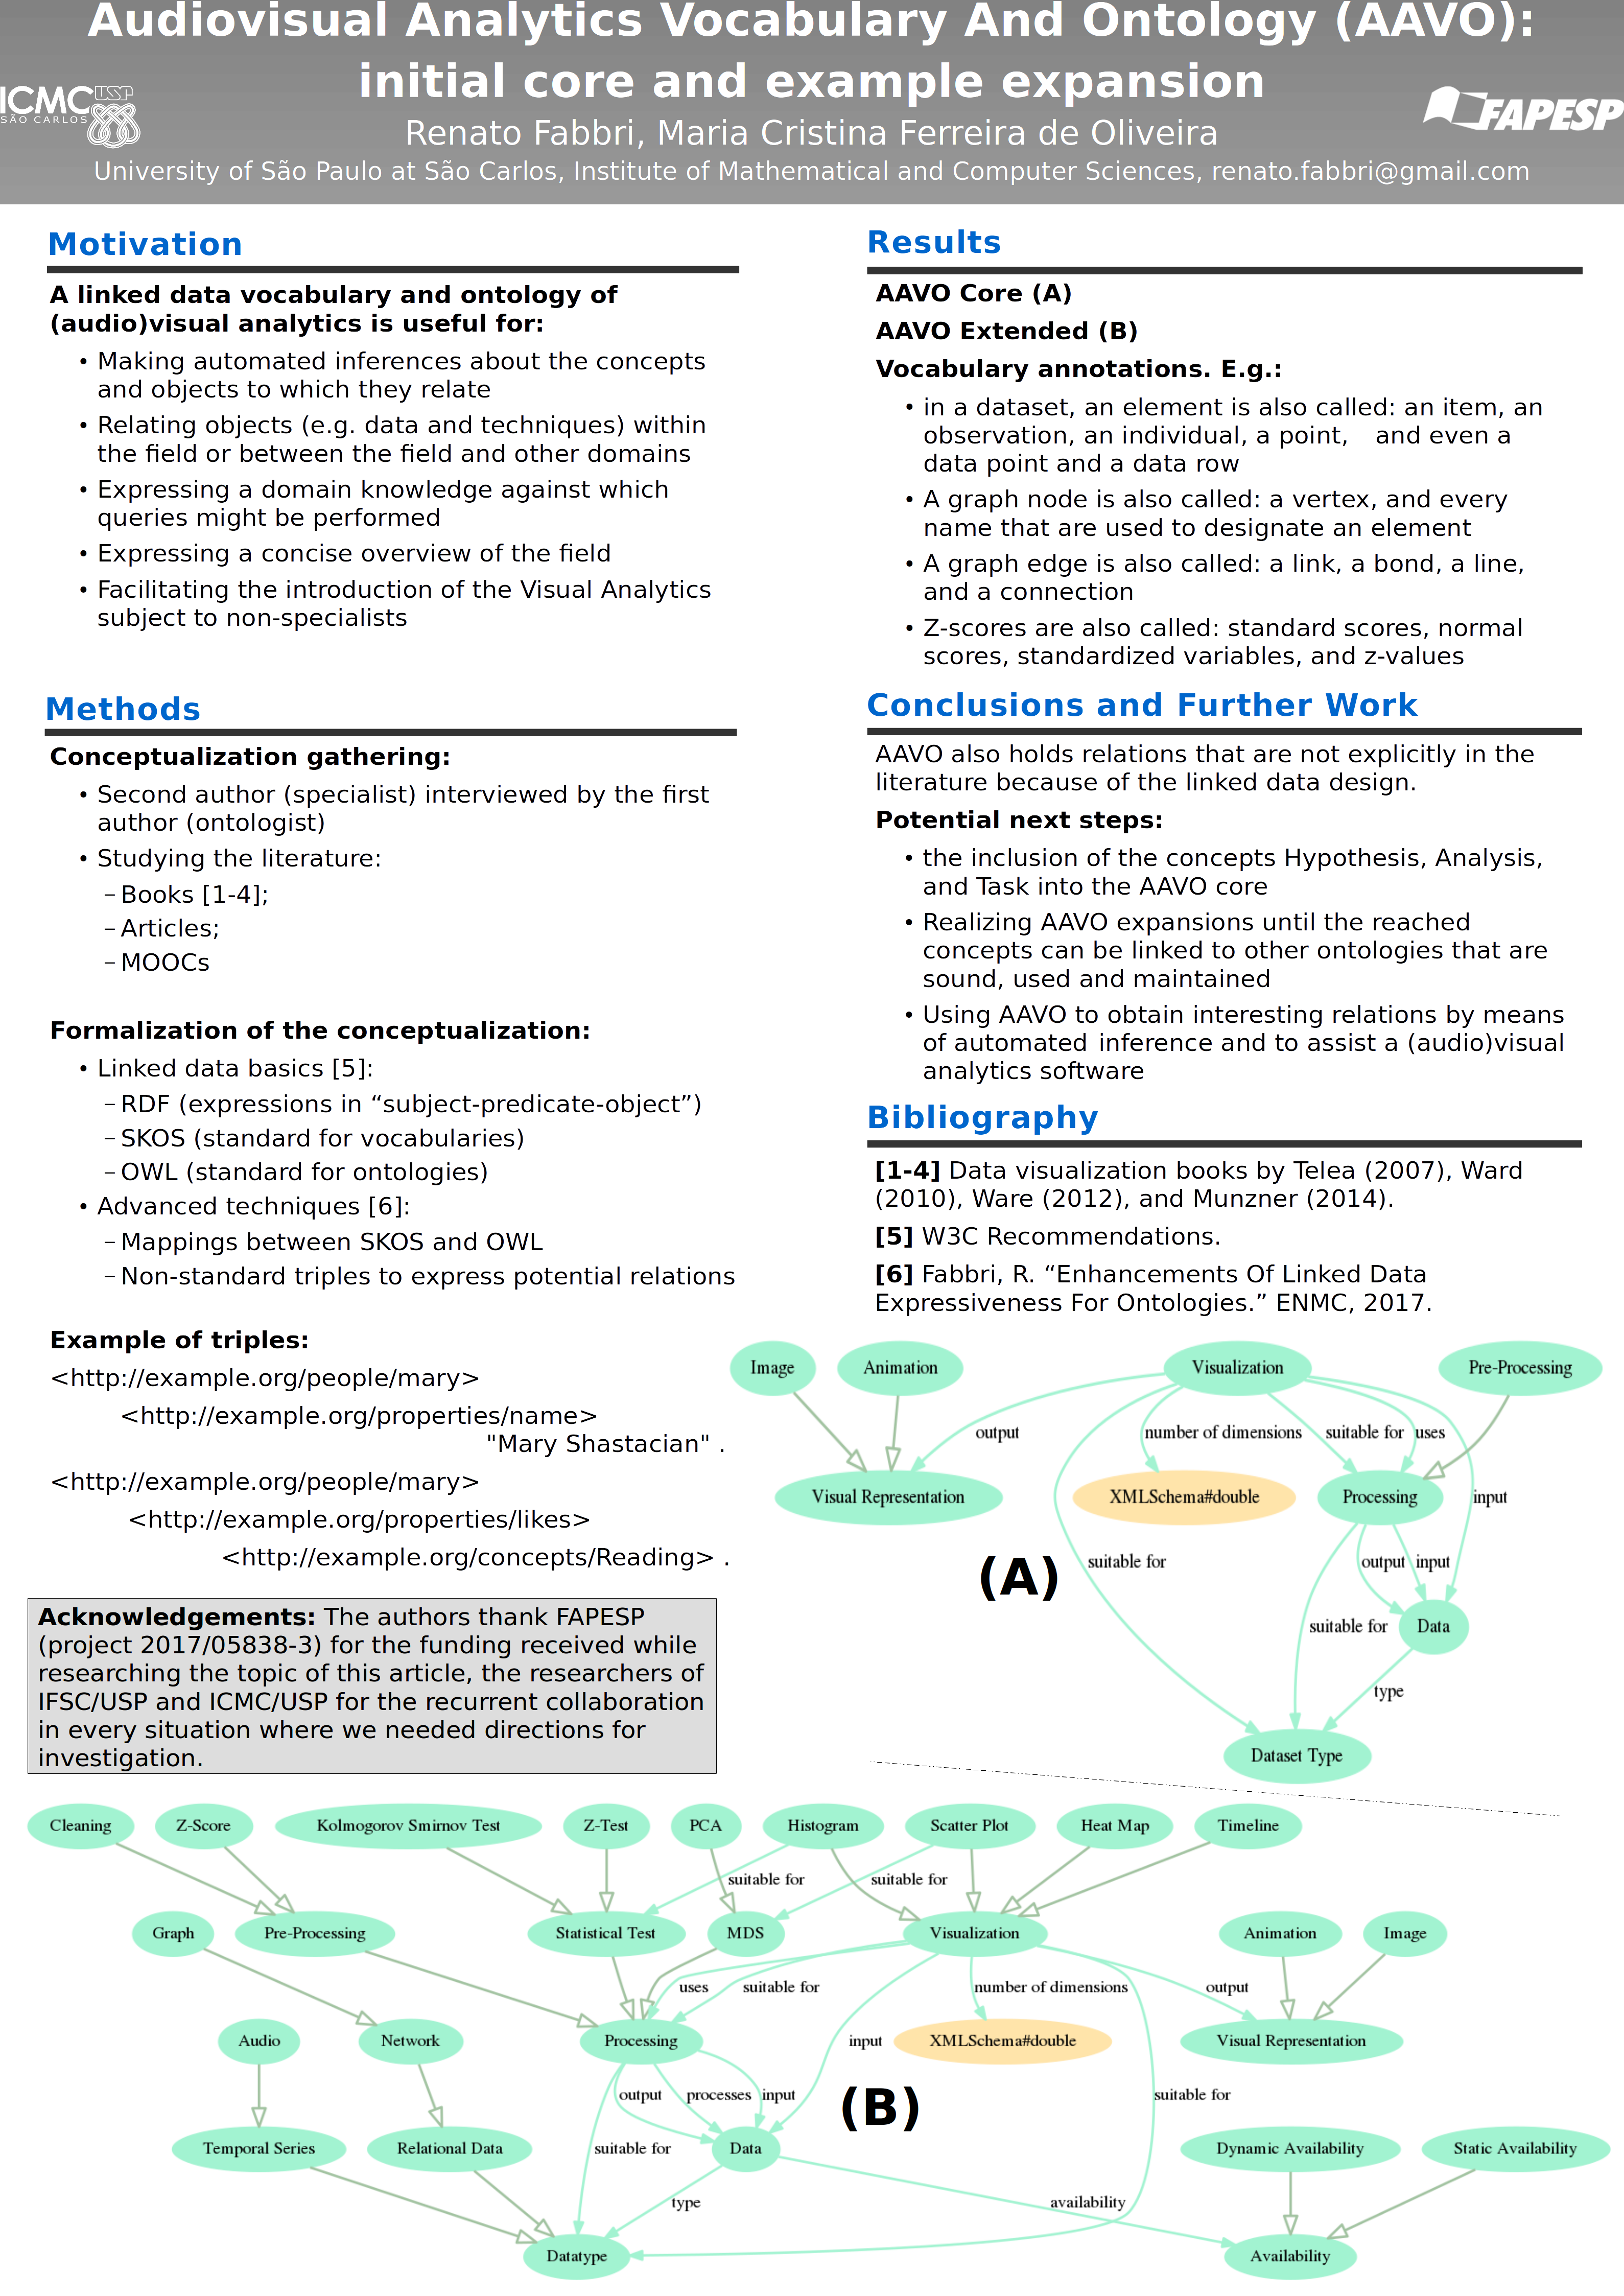 Audiovisual Analytics Vocabulary And Ontology (AAVO):
initial core and example expansion
ICMC USP
SÃO CARLOS
FAPESP
Renato Fabbri, Maria Cristina Ferreira de Oliveira
University of São Paulo at São Carlos, Institute of Mathematical and Computer Sciences, renato.fabbri@gmail.com
Motivation
A linked data vocabulary and ontology of
(audio)visual analytics is useful for:
• Making automated inferences about the concepts
and objects to which they relate
• Relating objects (e.g. data and techniques) within
the field or between the field and other domains
• Expressing a domain knowledge against which
queries might be performed
• Expressing a concise overview of the field
• Facilitating the introduction of the Visual Analytics
subject to non-specialists
Methods
Conceptualization gathering:
• Second author (specialist) interviewed by the first
author (ontologist)
• Studying the literature:
– Books [1-4];
– Articles;
– MOOCs
Formalization of the conceptualization:
• Linked data basics [5]:
– RDF (expressions in “subject-predicate-object”)
– SKOS (standard for vocabularies)
– OWL (standard for ontologies)
• Advanced techniques [6]:
– Mappings between SKOS and OWL
– Non-standard triples to express potential relations
Example of triples:
<http://example.org/people/mary>
<http://example.org/properties/name>
"Mary Shastacian" .
<http://example.org/people/mary>
<http://example.org/properties/likes>
<http://example.org/concepts/Reading> .
Acknowledgements: The authors thank FAPESP
(project 2017/05838-3) for the funding received while
researching the topic of this article, the researchers of
IFSC/USP and ICMC/USP for the recurrent collaboration
in every situation where we needed directions for
investigation.
Results
AAVO Core (A)
AAVO Extended (B)
Vocabulary annotations. E.g.:
• in a dataset, an element is also called: an item, an
observation, an individual, a point, and even a
data point and a data row
• A graph node is also called: a vertex, and every
name that are used to designate an element
• A graph edge is also called: a link, a bond, a line,
and a connection
• Z-scores are also called: standard scores, normal
scores, standardized variables, and z-values
Conclusions and Further Work
AAVO also holds relations that are not explicitly in the
literature because of the linked data design.
Potential next steps:
• the inclusion of the concepts Hypothesis, Analysis,
and Task into the AAVO core
• Realizing AAVO expansions until the reached
concepts can be linked to other ontologies that are
sound, used and maintained
• Using AAVO to obtain interesting relations by means
of automated inference and to assist a (audio)visual
analytics software
Bibliography
[1-4] Data visualization books by Telea (2007), Ward
(2010), Ware (2012), and Munzner (2014).
[5] W3C Recommendations.
[6] Fabbri, R. “Enhancements Of Linked Data
Expressiveness For Ontologies.” ENMC, 2017.
Image Animation Visualization Pre-Processing
output number of dimensions suitable for uses
Visual Representation XMLSchema#double Processing input
(A) suitable for output input
suitable for Data
type
Dataset Type
Cleaning Z-Score Kolmogorov Smirnov Test Z-Test PCA Histogram Scatter Plot Heat Map Timeline
suitable for suitable for
Graph Pre-Processing Statistical Test MDS Visualization Animation Image
uses suitable for number of dimensions output
Audio Network Processing input XMLSchema#double Visual Representation
output processes input (B) suitable for
Temporal Series Relational Data suitable for Data Dynamic Availability Static Availability
type availability
Datatype Availability